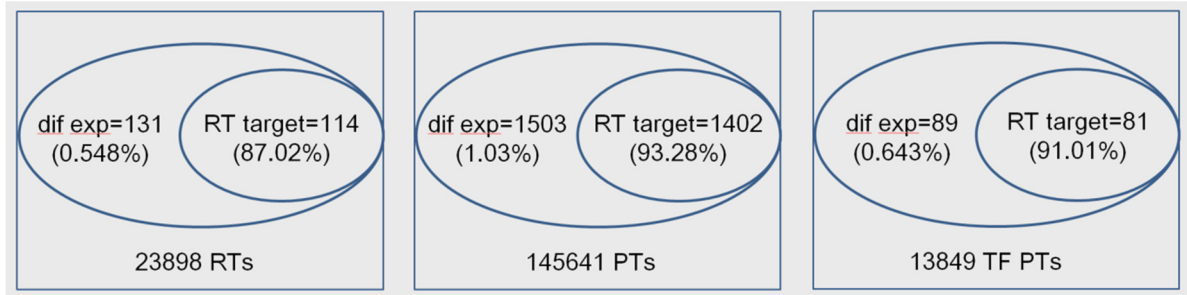 dif exp=131
(0.548%)
RT target=114
(87.02%)
23898 RTs
dif exp=1503
(1.03%)
RT target=1402
(93.28%)
145641 PTs
dif exp=89
(0.643%)
RT target=81
(91.01%)
13849 TF PTs